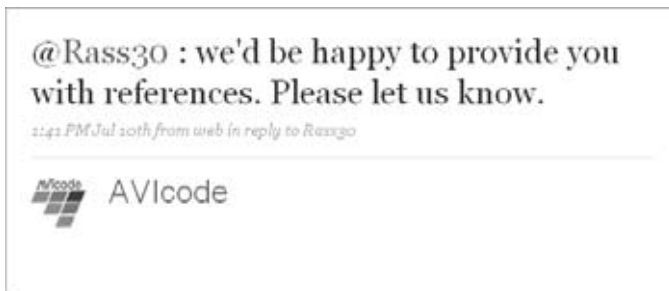 @Rass30 : we'd be happy to provide you
with references. Please let us know.
1:41 PM Jul 10th from web in reply to Rass30
AVIcode
AVIcode